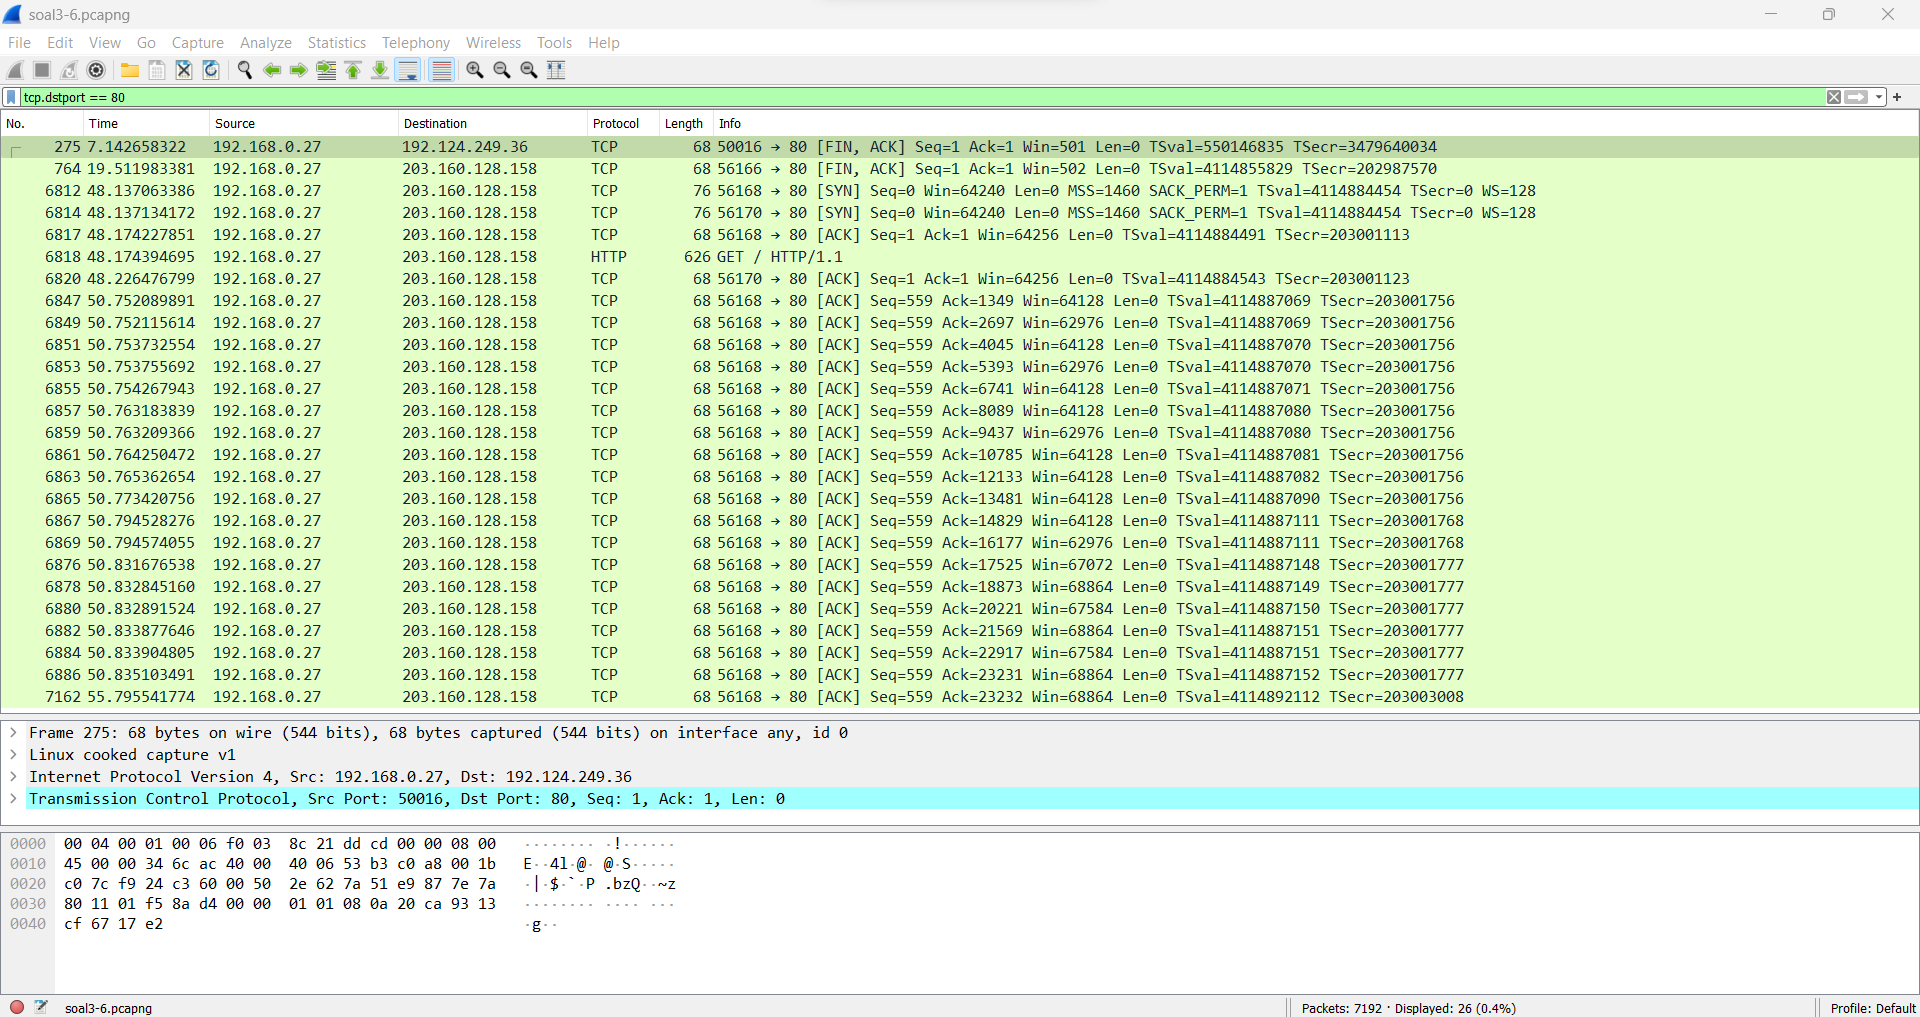 soal3-6.pcapng
File Edit View Go Capture Analyze Statistics Telephony Wireless Tools Help
tcp.dstport == 80
No. Time Source Destination Protocol Length Info
275 7.142658322 192.168.0.27 192.124.249.36 TCP 68 50016 → 80 [FIN, ACK] Seq=1 Ack=1 Win=501 Len=0 TSval=550146835 TSecr=3479640034
764 19.511983381 192.168.0.27 203.160.128.158 TCP 68 56166 → 80 [FIN, ACK] Seq=1 Ack=1 Win=502 Len=0 TSval=4114855829 TSecr=202987570
6812 48.137063386 192.168.0.27 203.160.128.158 TCP 76 56168 → 80 [SYN] Seq=0 Win=64240 Len=0 MSS=1460 SACK_PERM=1 TSval=4114884454 TSecr=0 WS=128
6814 48.137134172 192.168.0.27 203.160.128.158 TCP 76 56170 → 80 [SYN] Seq=0 Win=64240 Len=0 MSS=1460 SACK_PERM=1 TSval=4114884454 TSecr=0 WS=128
6817 48.174227851 192.168.0.27 203.160.128.158 TCP 68 56168 → 80 [ACK] Seq=1 Ack=1 Win=64256 Len=0 TSval=4114884491 TSecr=203001113
6818 48.174394695 192.168.0.27 203.160.128.158 HTTP 626 GET / HTTP/1.1
6820 48.226476799 192.168.0.27 203.160.128.158 TCP 68 56170 → 80 [ACK] Seq=1 Ack=1 Win=64256 Len=0 TSval=4114884543 TSecr=203001123
6847 50.752089891 192.168.0.27 203.160.128.158 TCP 68 56168 → 80 [ACK] Seq=559 Ack=1349 Win=64128 Len=0 TSval=4114887069 TSecr=203001756
6849 50.752115614 192.168.0.27 203.160.128.158 TCP 68 56168 → 80 [ACK] Seq=559 Ack=2697 Win=62976 Len=0 TSval=4114887069 TSecr=203001756
6851 50.753732554 192.168.0.27 203.160.128.158 TCP 68 56168 → 80 [ACK] Seq=559 Ack=4045 Win=64128 Len=0 TSval=4114887070 TSecr=203001756
6853 50.753755692 192.168.0.27 203.160.128.158 TCP 68 56168 → 80 [ACK] Seq=559 Ack=5393 Win=62976 Len=0 TSval=4114887070 TSecr=203001756
6855 50.754267943 192.168.0.27 203.160.128.158 TCP 68 56168 → 80 [ACK] Seq=559 Ack=6741 Win=64128 Len=0 TSval=4114887071 TSecr=203001756
6857 50.763183839 192.168.0.27 203.160.128.158 TCP 68 56168 → 80 [ACK] Seq=559 Ack=8089 Win=64128 Len=0 TSval=4114887080 TSecr=203001756
6859 50.763209366 192.168.0.27 203.160.128.158 TCP 68 56168 → 80 [ACK] Seq=559 Ack=9437 Win=62976 Len=0 TSval=4114887080 TSecr=203001756
6861 50.764250472 192.168.0.27 203.160.128.158 TCP 68 56168 → 80 [ACK] Seq=559 Ack=10785 Win=64128 Len=0 TSval=4114887081 TSecr=203001756
6863 50.765362654 192.168.0.27 203.160.128.158 TCP 68 56168 → 80 [ACK] Seq=559 Ack=12133 Win=64128 Len=0 TSval=4114887082 TSecr=203001756
6865 50.773420756 192.168.0.27 203.160.128.158 TCP 68 56168 → 80 [ACK] Seq=559 Ack=13481 Win=64128 Len=0 TSval=4114887090 TSecr=203001756
6867 50.794528276 192.168.0.27 203.160.128.158 TCP 68 56168 → 80 [ACK] Seq=559 Ack=14829 Win=64128 Len=0 TSval=4114887111 TSecr=203001768
6869 50.794574055 192.168.0.27 203.160.128.158 TCP 68 56168 → 80 [ACK] Seq=559 Ack=16177 Win=62976 Len=0 TSval=4114887111 TSecr=203001768
6876 50.831676538 192.168.0.27 203.160.128.158 TCP 68 56168 → 80 [ACK] Seq=559 Ack=17525 Win=67072 Len=0 TSval=4114887148 TSecr=203001777
6878 50.832845160 192.168.0.27 203.160.128.158 TCP 68 56168 → 80 [ACK] Seq=559 Ack=18873 Win=68864 Len=0 TSval=4114887149 TSecr=203001777
6880 50.832891524 192.168.0.27 203.160.128.158 TCP 68 56168 → 80 [ACK] Seq=559 Ack=20221 Win=67584 Len=0 TSval=4114887150 TSecr=203001777
6882 50.833877646 192.168.0.27 203.160.128.158 TCP 68 56168 → 80 [ACK] Seq=559 Ack=21569 Win=68864 Len=0 TSval=4114887151 TSecr=203001777
6884 50.833904805 192.168.0.27 203.160.128.158 TCP 68 56168 → 80 [ACK] Seq=559 Ack=22917 Win=67584 Len=0 TSval=4114887151 TSecr=203001777
6886 50.835103491 192.168.0.27 203.160.128.158 TCP 68 56168 → 80 [ACK] Seq=559 Ack=23231 Win=68864 Len=0 TSval=4114887152 TSecr=203001777
7162 55.795541774 192.168.0.27 203.160.128.158 TCP 68 56168 → 80 [ACK] Seq=559 Ack=23232 Win=68864 Len=0 TSval=4114892112 TSecr=203003008
Frame 275: 68 bytes on wire (544 bits), 68 bytes captured (544 bits) on interface any, id 0
Linux cooked capture v1
Internet Protocol Version 4, Src: 192.168.0.27, Dst: 192.124.249.36
Transmission Control Protocol, Src Port: 50016, Dst Port: 80, Seq: 1, Ack: 1, Len: 0
0000 00 04 00 01 00 06 f0 03 8c 21 dd cd 00 00 08 00 ········ ·!······
0010 45 00 00 34 6c ac 40 00 40 06 53 b3 c0 a8 00 1b E··4l·@· @·S·····
0020 c0 7c f9 24 c3 60 00 50 2e 62 7a 51 e9 87 7e 7a ·|·$·`·P .bzQ··~z
0030 80 11 01 f5 8a d4 00 00 01 01 08 0a 20 ca 93 13 ········ ···· ···
0040 cf 67 17 e2 ·g··
soal3-6.pcapng Packets: 7192 · Displayed: 26 (0.4%) Profile: Default